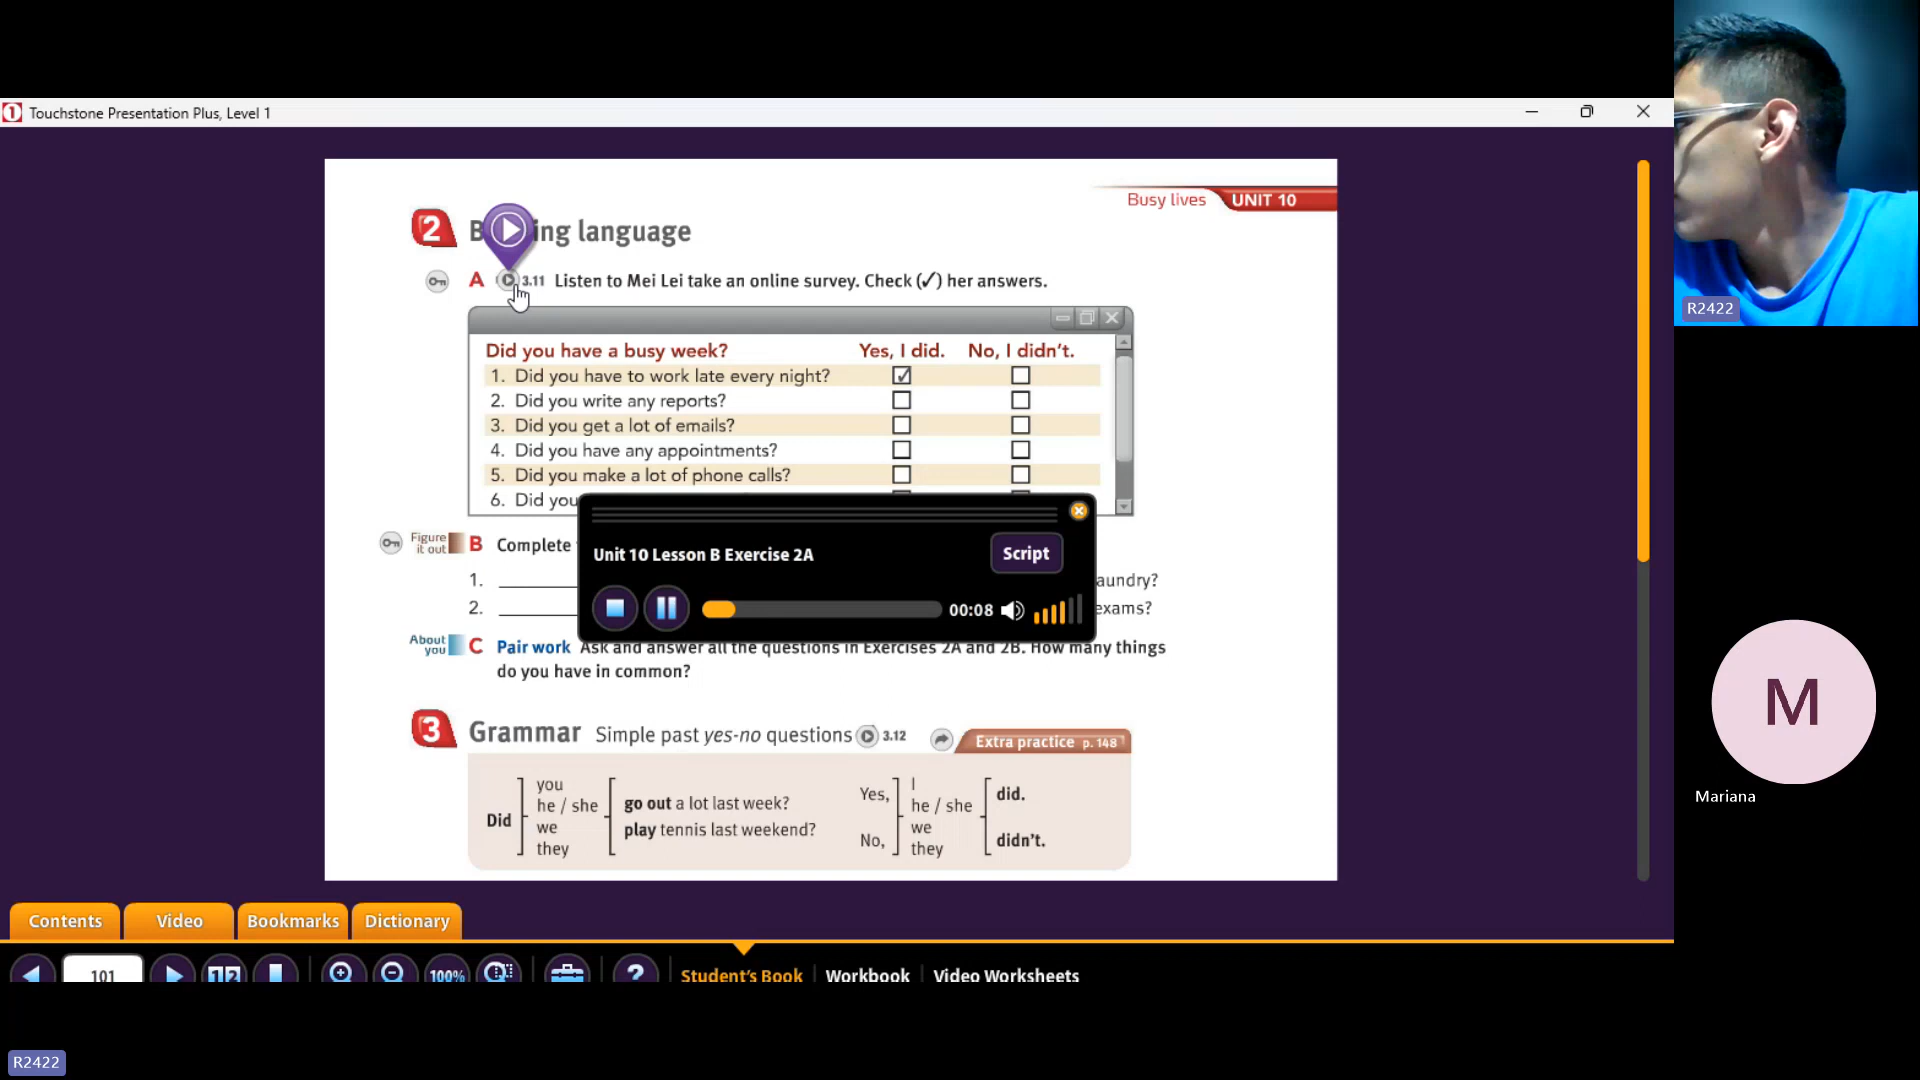 Touchstone Presentation Plus, Level 1
Busy lives UNIT 10
2 B ing language
A 3.11 Listen to Mei Lei take an online survey. Check (✓) her answers.
Did you have a busy week? Yes, I did. No, I didn't.
1. Did you have to work late every night?
2. Did you write any reports?
3. Did you get a lot of emails?
4. Did you have any appointments?
5. Did you make a lot of phone calls?
6. Did you
Unit 10 Lesson B Exercise 2A Script
00:08
Figure it out B Complete
1. ________ aundry?
2. ________ exams?
About you C Pair work Ask and answer all the questions in Exercises 2A and 2B. How many things
do you have in common?
3 Grammar Simple past yes-no questions 3.12 Extra practice p. 148
Did
you
he / she
we
they
go out a lot last week?
play tennis last weekend?
Yes,
No,
I
he / she
we
they
did.
didn't.
Contents Video Bookmarks Dictionary
101 12 100% ? Student's Book Workbook Video Worksheets
R2422
R2422
M
Mariana